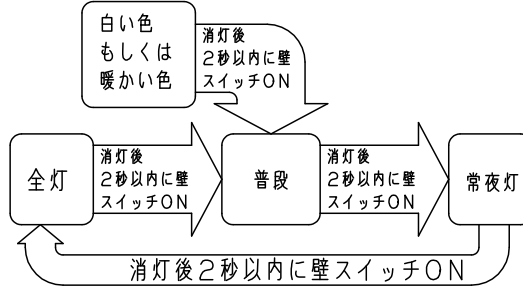 白い色
もしくは
暖かい色
消灯後
2秒以内に壁
スイッチON
全灯
消灯後
2秒以内に壁
スイッチON
普段
消灯後
2秒以内に壁
スイッチON
常夜灯
消灯後2秒以内に壁スイッチON